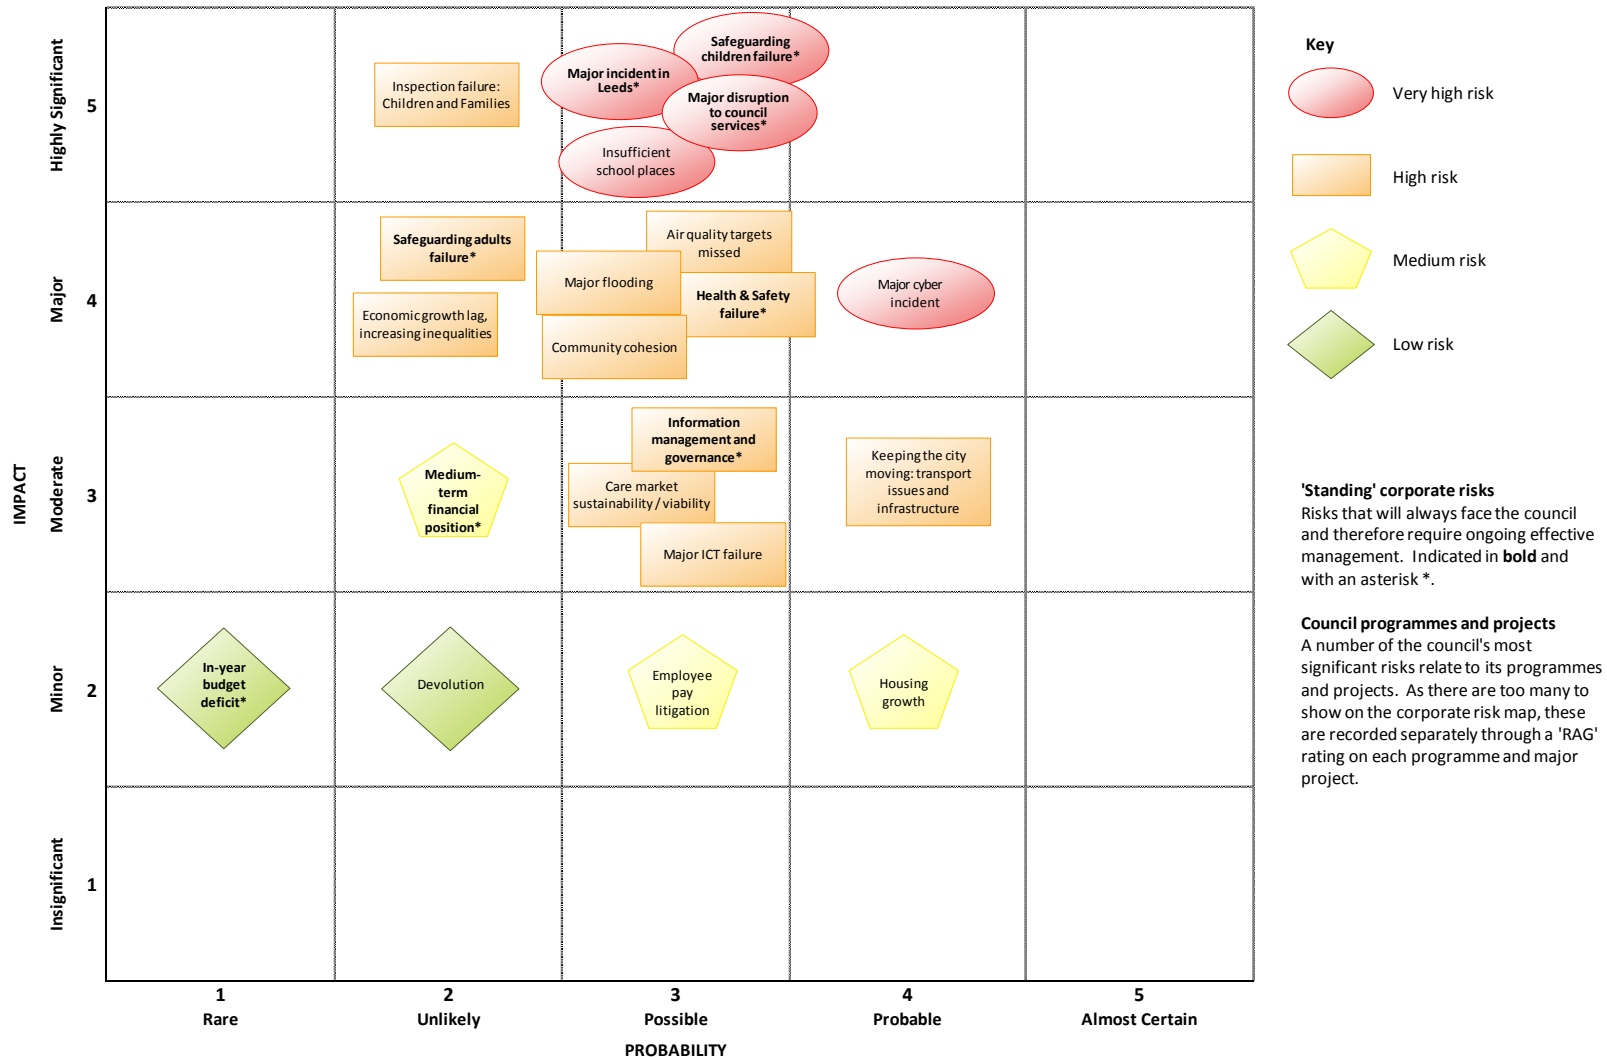 Highly Significant
5
Inspection failure:
Children and Families
Major incident in
Leeds*
Safeguarding
children failure*
Major disruption
to council
services*
Insufficient
school places
Major
4
Safeguarding adults
failure*
Economic growth lag,
increasing inequalities
Major flooding
Air quality targets
missed
Health & Safety
failure*
Community cohesion
Major cyber
incident
IMPACT
Moderate
3
Medium-
term
financial
position*
Information
management and
governance*
Care market
sustainability / viability
Major ICT failure
Keeping the city
moving: transport
issues and
infrastructure
Minor
2
In-year
budget
deficit*
Devolution
Employee
pay
litigation
Housing
growth
Insignificant
1
1
2
3
4
5
Rare
Unlikely
Possible
Probable
Almost Certain
PROBABILITY
Key
Very high risk
High risk
Medium risk
Low risk
'Standing' corporate risks
Risks that will always face the council
and therefore require ongoing effective
management. Indicated in bold and
with an asterisk *.
Council programmes and projects
A number of the council's most
significant risks relate to its programmes
and projects. As there are too many to
show on the corporate risk map, these
are recorded separately through a 'RAG'
rating on each programme and major
project.